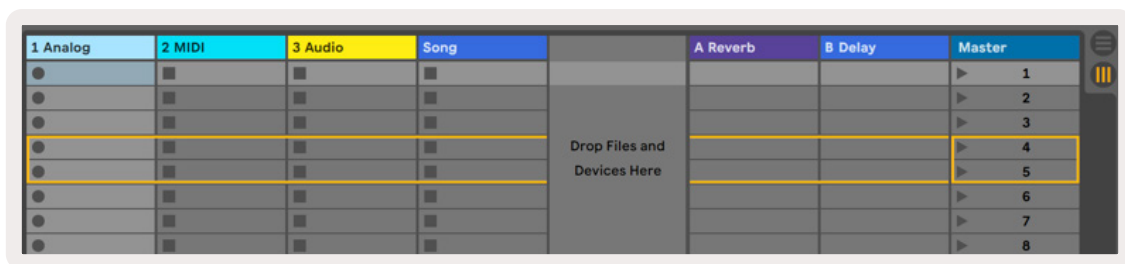 1 Analog 2 MIDI 3 Audio Song A Reverb B Delay Master
1
2
3
Drop Files and 4
Devices Here 5
6
7
8